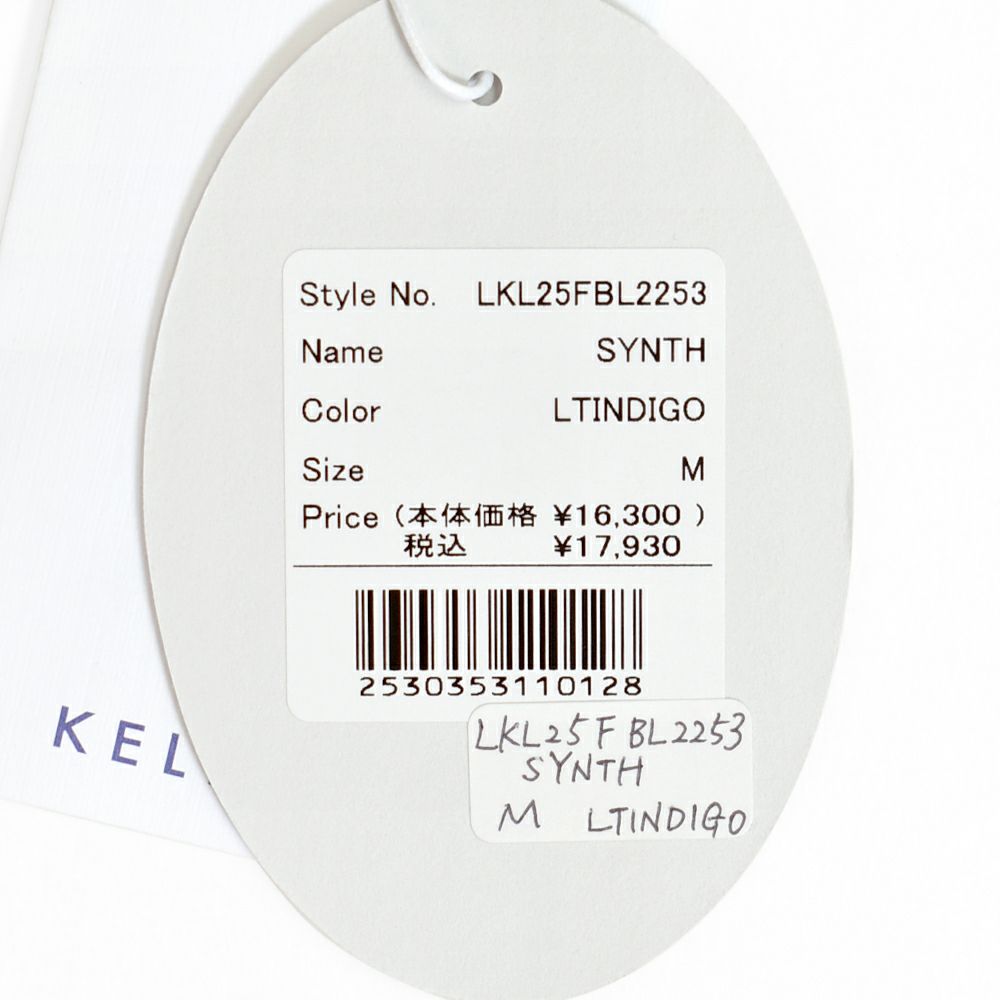 Style No. LKL25FBL2253
Name SYNTH
Color LTINDIGO
Size M
Price (本体価格 ¥16,300 )
税込 ¥17,930
2530353110128
LKL25FBL2253
SYNTH
M LTINDIGO
KEL